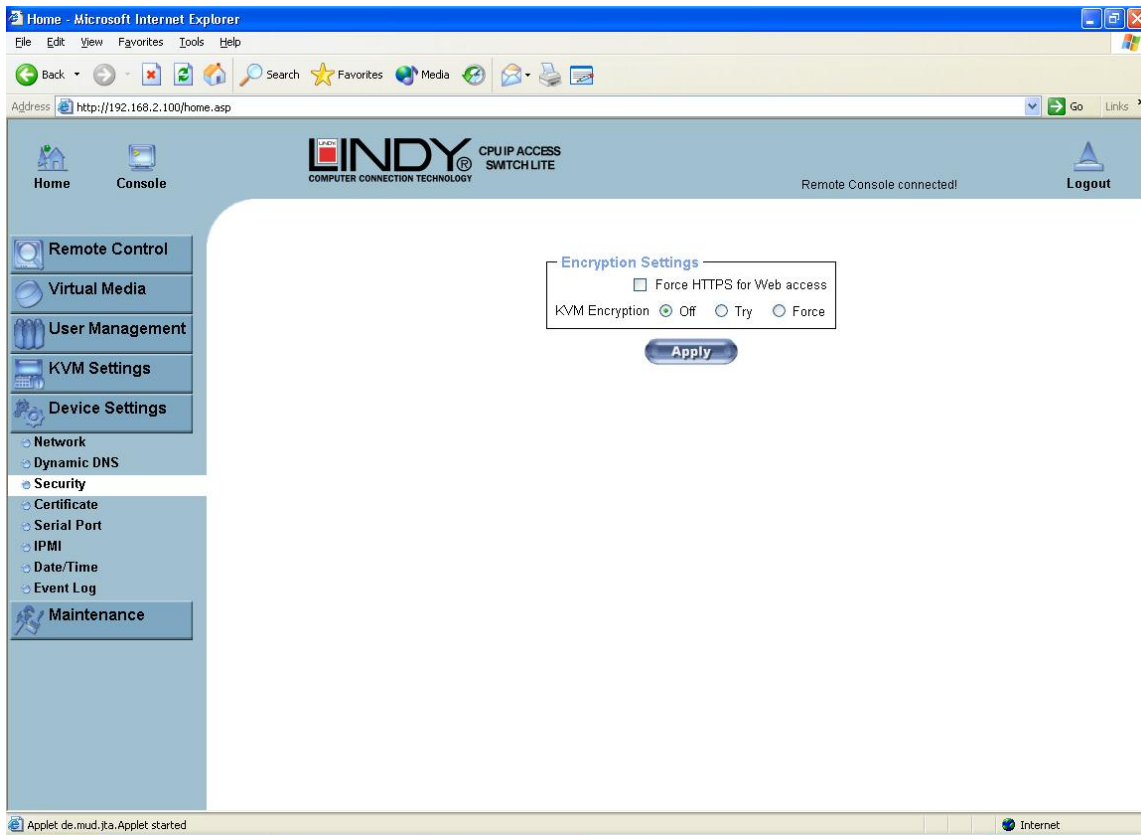 Home - Microsoft Internet Explorer
File Edit View Favorites Tools Help
Back Search Favorites Media
Address http://192.168.2.100/home.asp Go Links
Home Console
LINDY
LINDY® CPU IP ACCESS
SWITCH LITE
COMPUTER CONNECTION TECHNOLOGY
Remote Console connected!
Logout
Remote Control
Virtual Media
User Management
KVM Settings
Device Settings
Network
Dynamic DNS
Security
Certificate
Serial Port
IPMI
Date/Time
Event Log
Maintenance
Encryption Settings
Force HTTPS for Web access
KVM Encryption Off Try Force
Apply
Applet de.mud.jta.Applet started Internet